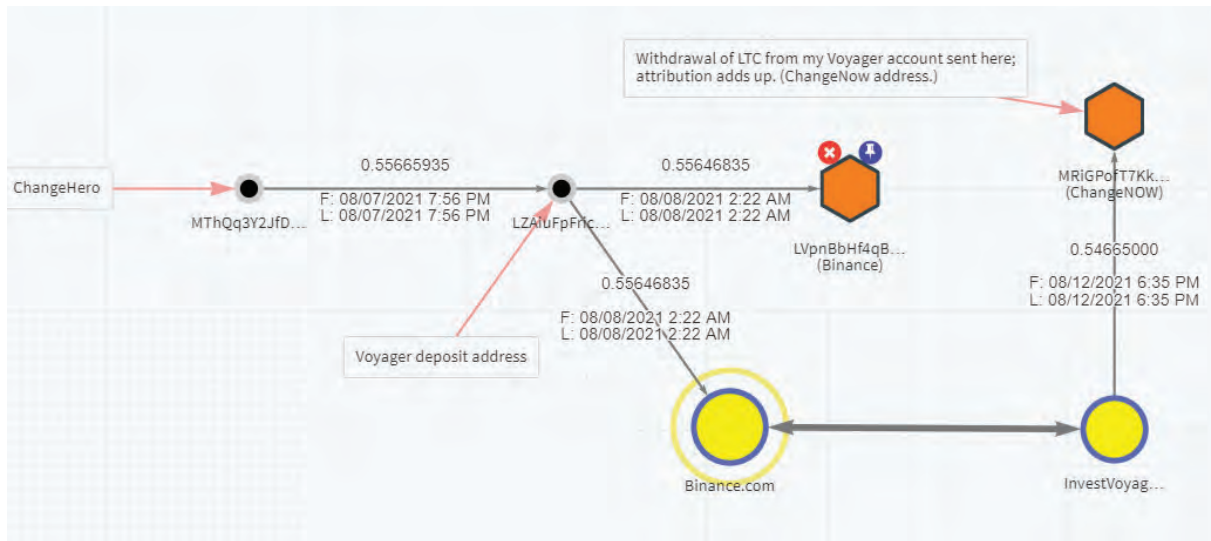 Withdrawal of LTC from my Voyager account sent here;
attribution adds up. (ChangeNow address.)
ChangeHero
MThQq3Y2JfD...
0.55665935
F: 08/07/2021 7:56 PM
L: 08/07/2021 7:56 PM
LZAiuFpFric...
0.55646835
F: 08/08/2021 2:22 AM
L: 08/08/2021 2:22 AM
LVpnBbHf4qB...
(Binance)
MRiGPofT7Kk...
(ChangeNOW)
0.54665000
F: 08/12/2021 6:35 PM
L: 08/12/2021 6:35 PM
0.55646835
F: 08/08/2021 2:22 AM
L: 08/08/2021 2:22 AM
Voyager deposit address
Binance.com
InvestVoyag...